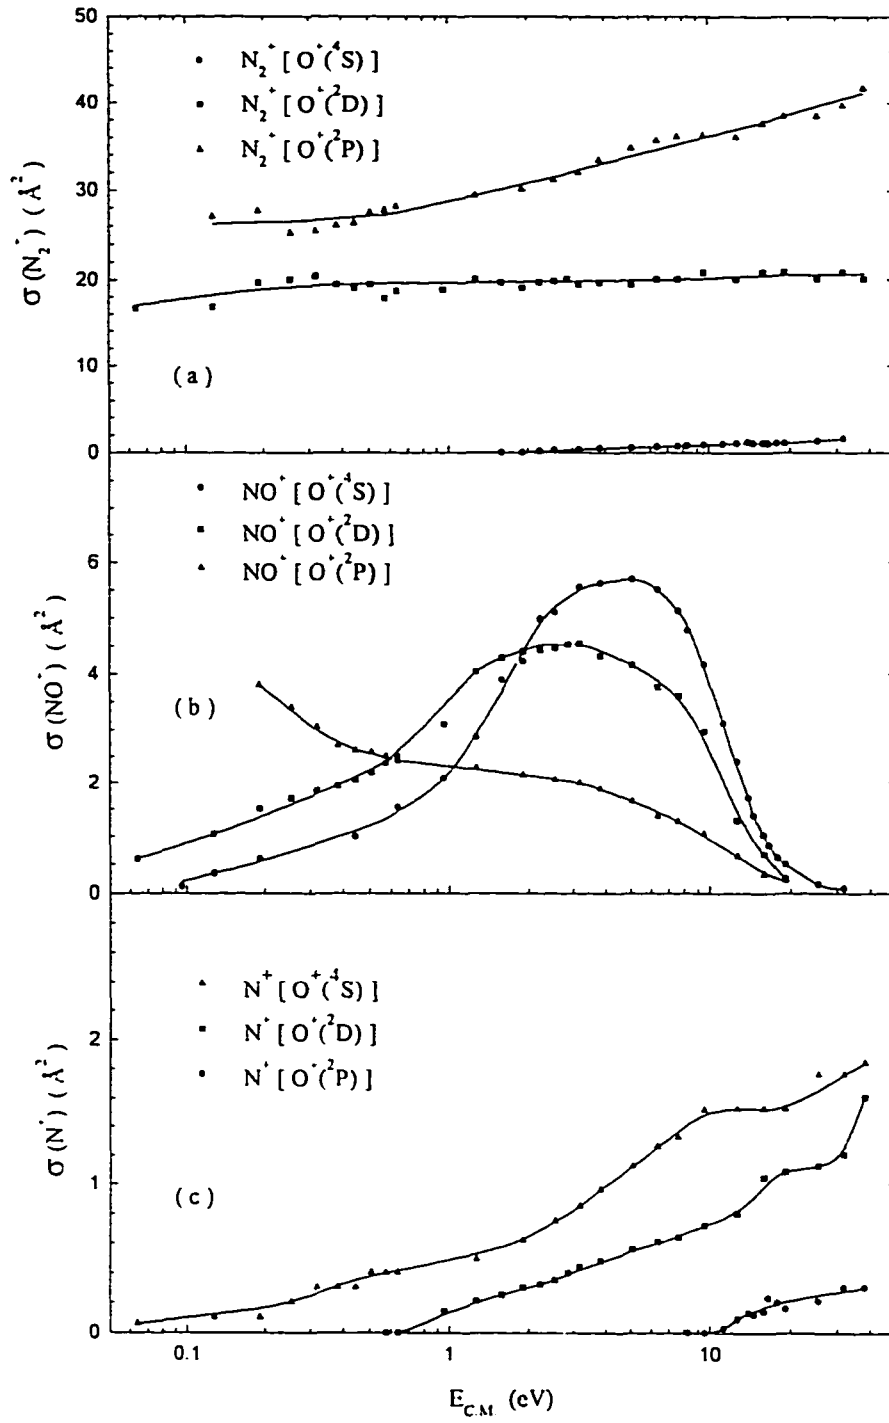 50
40
30
20
10
0
σ(N₂⁺) (Å²)
• N₂⁺ [O⁺(⁴S)]
▪ N₂⁺ [O⁺(²D)]
▴ N₂⁺ [O⁺(²P)]
(a)
6
4
2
0
σ(NO⁺) (Å²)
• NO⁺ [O⁺(⁴S)]
▪ NO⁺ [O⁺(²D)]
▴ NO⁺ [O⁺(²P)]
(b)
2
1
0
σ(N⁺) (Å²)
▴ N⁺ [O⁺(⁴S)]
▪ N⁺ [O⁺(²D)]
• N⁺ [O⁺(²P)]
(c)
0.1 1 10
E_C.M. (eV)